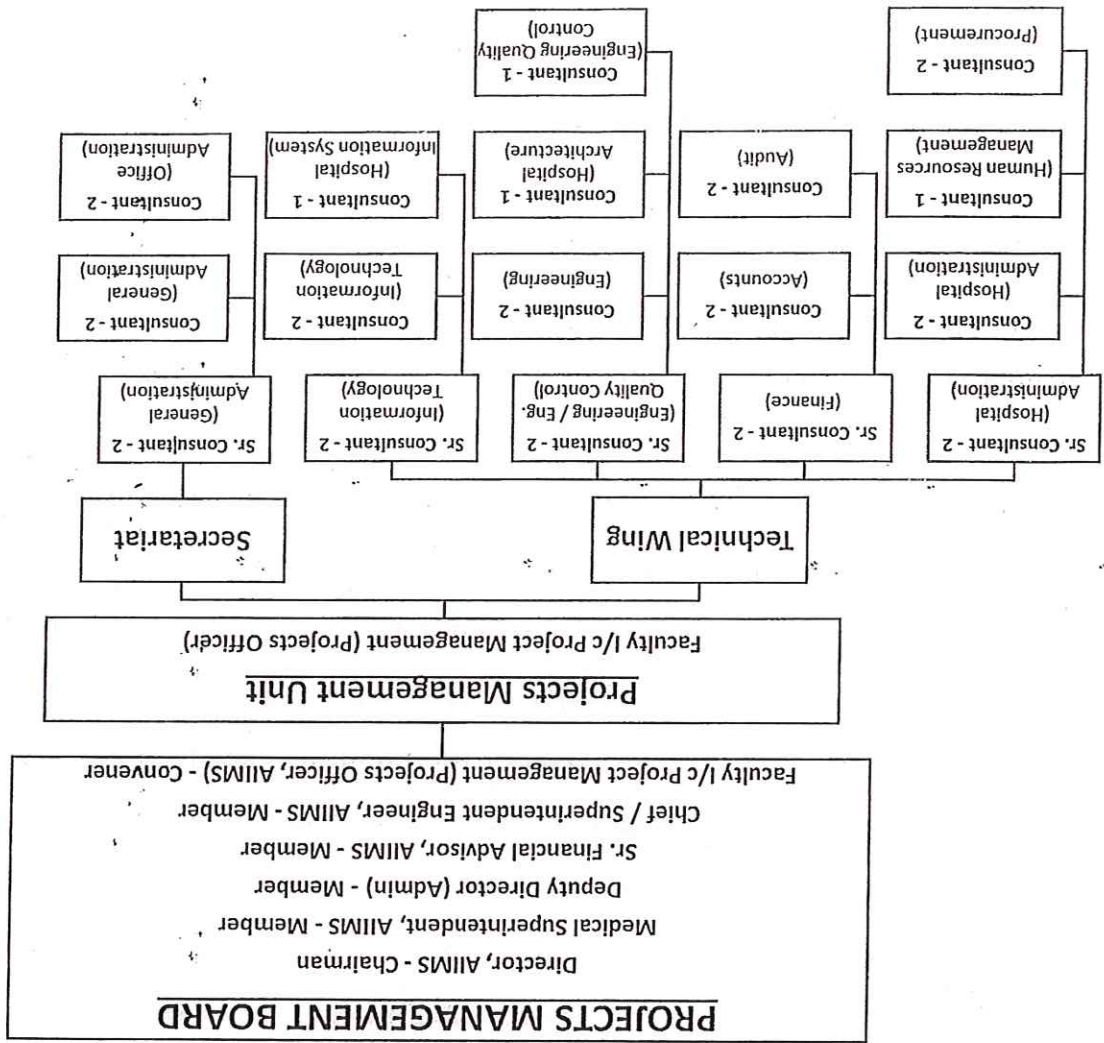 PROJECTS MANAGEMENT BOARD
Director, AIIMS - Chairman
Medical Superintendent, AIIMS - Member
Deputy Director (Admin) - Member
Sr. Financial Advisor, AIIMS - Member
Chief / Superintendent Engineer, AIIMS - Member
Faculty I/c Project Management (Projects Officer, AIIMS) - Convener
Projects Management Unit
Faculty I/c Project Management (Projects Officer)
Technical Wing
Secretariat
Sr. Consultant - 2
(Hospital
Administration)
Sr. Consultant - 2
(Finance)
Sr. Consultant - 2
(Engineering / Eng.
Quality Control)
Sr. Consultant - 2
(Information
Technology)
Sr. Consultant - 2
(General
Administration)
Consultant - 2
(Hospital
Administration)
Consultant - 2
(Accounts)
Consultant - 2
(Engineering)
Consultant - 2
(Information
Technology)
Consultant - 2
(General
Administration)
Consultant - 1
(Human Resources
Management)
Consultant - 2
(Audit)
Consultant - 1
(Hospital
Architecture)
Consultant - 1
(Hospital
Information System)
Consultant - 2
(Office
Administration)
Consultant - 2
(Procurement)
Consultant - 1
(Engineering Quality
Control)